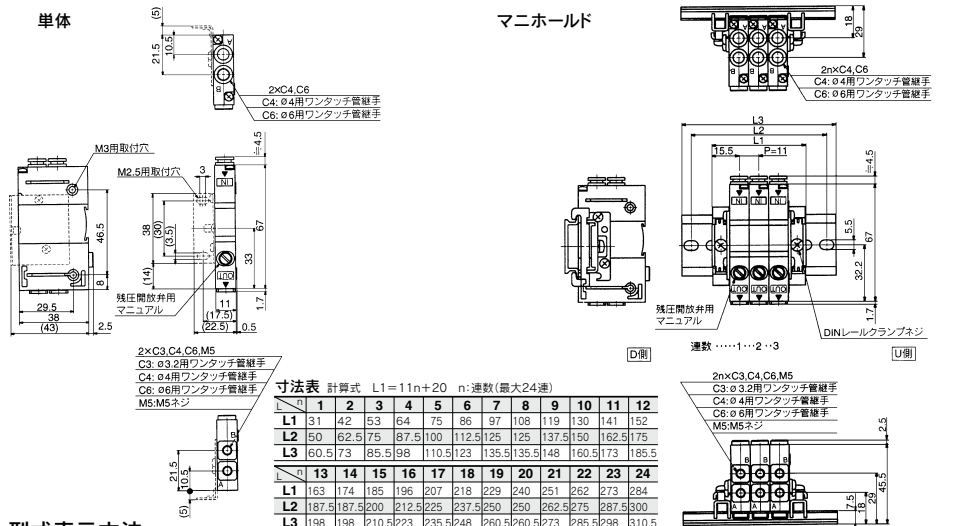 単体
(5)
21.5
10.5
A
B
2×C4,C6
C4: Ø4用ワンタッチ管継手
C6: Ø6用ワンタッチ管継手
M3用取付穴
M2.5用取付穴
3
≒4.5
IN
46.5
38
(30)
(3.5)
67
33
8
(14)
OUT
残圧開放弁用
マニュアル
29.5
38
(43)
2.5
11
(17.5)
(22.5)
0.5
1.7
2×C3,C4,C6,M5
C3: Ø3.2用ワンタッチ管継手
C4: Ø4用ワンタッチ管継手
C6: Ø6用ワンタッチ管継手
M5:M5ネジ
B
A
21.5
10.5
(5)
マニホールド
18
29
A
B B B
2n×C4,C6
C4: Ø4用ワンタッチ管継手
C6: Ø6用ワンタッチ管継手
L3
L2
L1
15.5
P=11
≒4.5
IN IN IN
5.5
67
32.2
OUT OUT OUT
1.7
残圧開放弁用
マニュアル
DINレールクランプネジ
連数 ‥‥‥1‥‥2‥3
D側
U側
2n×C3,C4,C6,M5
C3: Ø3.2用ワンタッチ管継手
C4: Ø4用ワンタッチ管継手
C6: Ø6用ワンタッチ管継手
M5:M5ネジ
B B B
A A A
2.5
7.5
18
29
45.5
寸法表 計算式 L1=11n+20 n:連数(最大24連)
L n 1 2 3 4 5 6 7 8 9 10 11 12
L1 31 42 53 64 75 86 97 108 119 130 141 152
L2 50 62.5 75 87.5 100 112.5 125 125 137.5 150 162.5 175
L3 60.5 73 85.5 98 110.5 123 135.5 135.5 148 160.5 173 185.5
L n 13 14 15 16 17 18 19 20 21 22 23 24
L1 163 174 185 196 207 218 229 240 251 262 273 284
L2 187.5 187.5 200 212.5 225 237.5 250 250 262.5 275 287.5 300
L3 198 198 210.5 223 235.5 248 260.5 260.5 273 285.5 298 310.5
型式表示方法